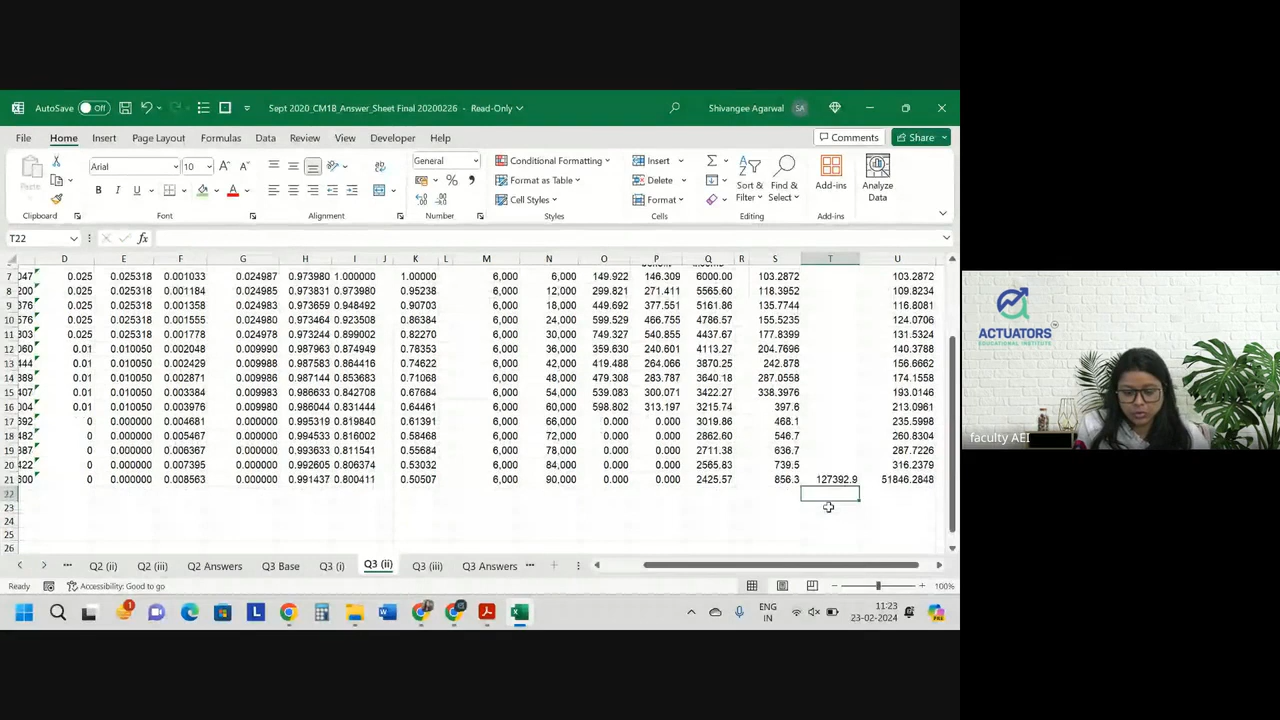 AutoSave Off Sept 2020_CM1B_Answer_Sheet Final 20200226 - Read-Only Shivangee Agarwal SA
File Home Insert Page Layout Formulas Data Review View Developer Help Comments Share
Paste Arial 10 General Conditional Formatting Insert Sort & Find & Add-ins Analyze
B I U Format as Table Delete Filter Select Data
Cell Styles Format
Clipboard Font Alignment Number Styles Cells Editing Add-ins
T22 fx
D E F G H I J K L M N O P Q R S T U
7 047 0.025 0.025318 0.001033 0.024987 0.973980 1.000000 1.00000 6,000 6,000 149.922 146.309 6000.00 103.2872 103.2872
8 200 0.025 0.025318 0.001184 0.024985 0.973831 0.973980 0.95238 6,000 12,000 299.821 271.411 5565.60 118.3952 109.8234
9 376 0.025 0.025318 0.001358 0.024983 0.973659 0.948492 0.90703 6,000 18,000 449.692 377.551 5161.86 135.7744 116.8081
10 576 0.025 0.025318 0.001555 0.024980 0.973464 0.923508 0.86384 6,000 24,000 599.529 466.755 4786.57 155.5235 124.0706
11 805 0.025 0.025318 0.001778 0.024978 0.973244 0.899002 0.82270 6,000 30,000 749.327 540.855 4437.67 177.8399 131.5324
12 060 0.01 0.010050 0.002048 0.009990 0.987963 0.874949 0.78353 6,000 36,000 359.630 240.601 4113.27 204.7696 140.3788
13 444 0.01 0.010050 0.002429 0.009988 0.987583 0.864416 0.74622 6,000 42,000 419.488 264.066 3870.25 242.878 156.6662
14 889 0.01 0.010050 0.002871 0.009986 0.987144 0.853683 0.71068 6,000 48,000 479.308 283.787 3640.18 287.0558 174.1558
15 407 0.01 0.010050 0.003384 0.009983 0.986633 0.842708 0.67684 6,000 54,000 539.083 300.071 3422.27 338.3976 193.0146
16 004 0.01 0.010050 0.003976 0.009980 0.986044 0.831444 0.64461 6,000 60,000 598.802 313.197 3215.74 397.6 213.0961
17 692 0 0.000000 0.004681 0.000000 0.995319 0.819840 0.61391 6,000 66,000 0.000 0.000 3019.86 468.1 235.5998
18 482 0 0.000000 0.005467 0.000000 0.994533 0.816002 0.58468 6,000 72,000 0.000 0.000 2862.60 546.7 260.8304
19 387 0 0.000000 0.006367 0.000000 0.993633 0.811541 0.55684 6,000 78,000 0.000 0.000 2711.38 636.7 287.7226
20 422 0 0.000000 0.007395 0.000000 0.992605 0.806374 0.53032 6,000 84,000 0.000 0.000 2565.83 739.5 316.2379
21 600 0 0.000000 0.008563 0.000000 0.991437 0.800411 0.50507 6,000 90,000 0.000 0.000 2425.57 856.3 127392.9 51846.2848
22
23
24
25
26
Q2 (ii) Q2 (iii) Q2 Answers Q3 Base Q3 (i) Q3 (ii) Q3 (iii) Q3 Answers
Ready Accessibility: Good to go 100%
ENG
IN
11:23
23-02-2024
ACTUATORS
EDUCATIONAL INSTITUTE
faculty AEI